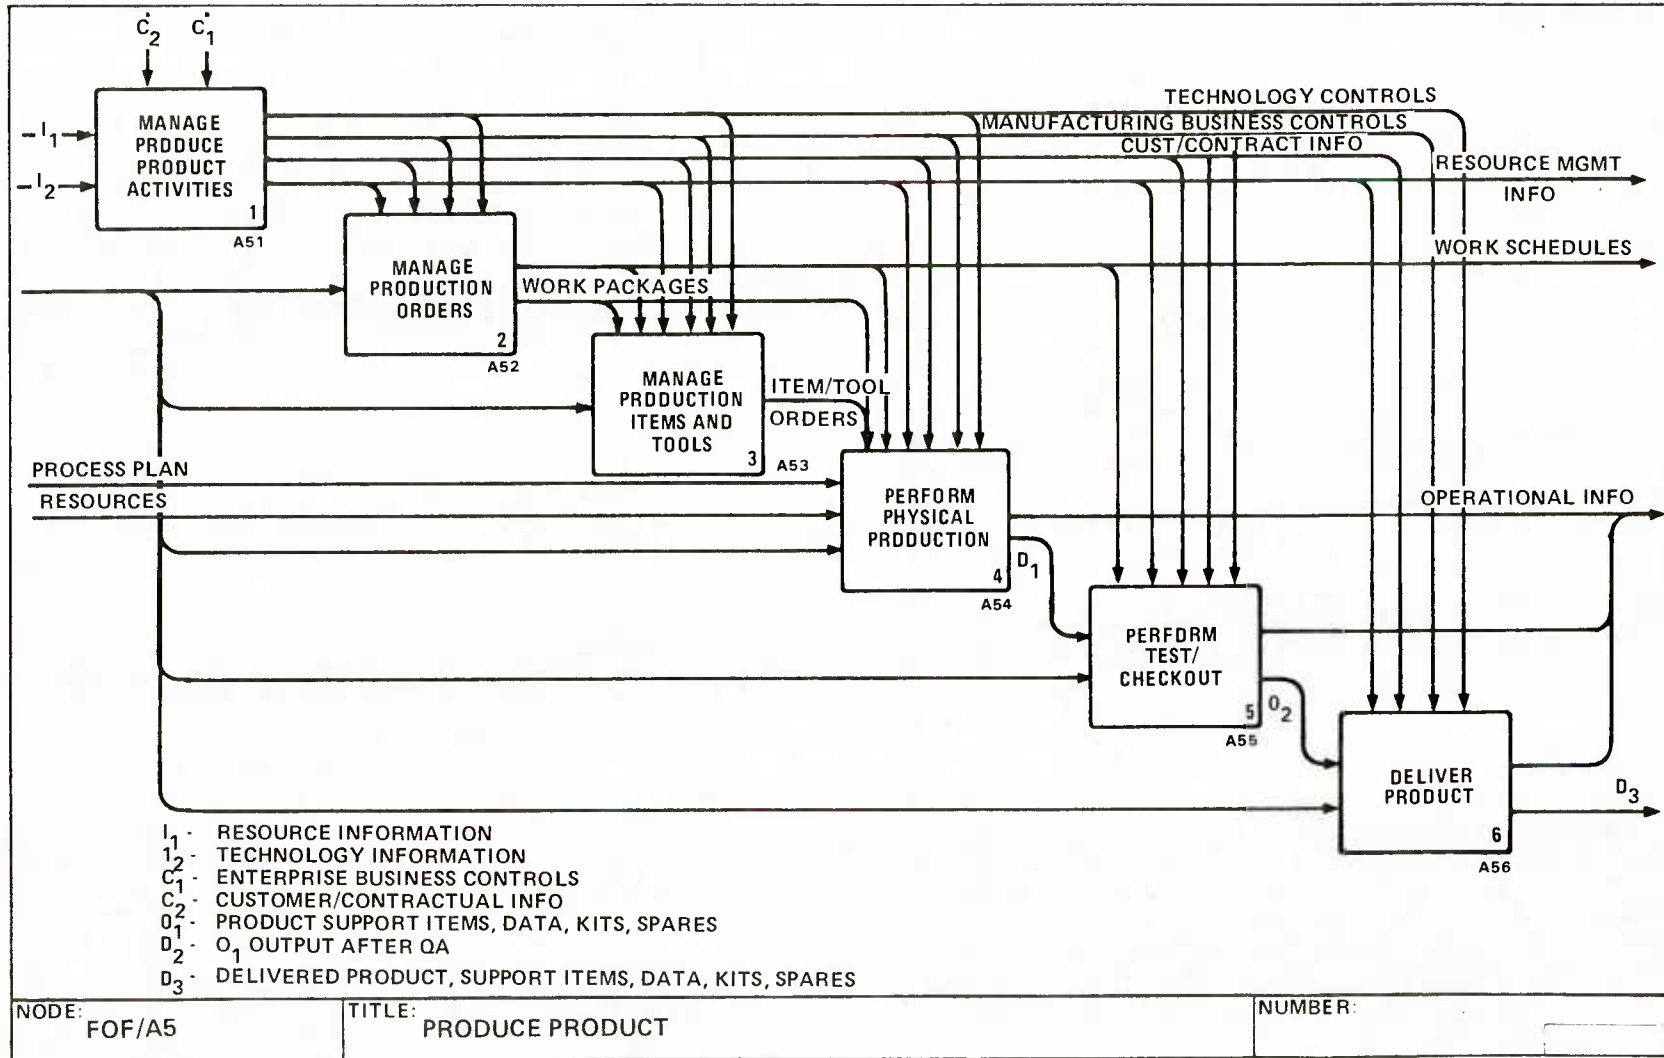 C2 C1
TECHNOLOGY CONTROLS
MANUFACTURING BUSINESS CONTROLS
CUST/CONTRACT INFO
RESOURCE MGMT
INFO
I1
I2
MANAGE
PRODUCE
PRODUCT
ACTIVITIES
1
A51
WORK SCHEDULES
MANAGE
PRODUCTION
ORDERS
2
A52
WORK PACKAGES
MANAGE
PRODUCTION
ITEMS AND
TOOLS
3
A53
ITEM/TOOL
ORDERS
PROCESS PLAN
RESOURCES
PERFORM
PHYSICAL
PRODUCTION
4
A54
OPERATIONAL INFO
D1
PERFORM
TEST/
CHECKOUT
5
A55
O2
DELIVER
PRODUCT
6
A56
D3
I1 - RESOURCE INFORMATION
I2 - TECHNOLOGY INFORMATION
C1 - ENTERPRISE BUSINESS CONTROLS
C2 - CUSTOMER/CONTRACTUAL INFO
O1 - PRODUCT SUPPORT ITEMS, DATA, KITS, SPARES
D2 - O1 OUTPUT AFTER QA
D3 - DELIVERED PRODUCT, SUPPORT ITEMS, DATA, KITS, SPARES
NODE: FOF/A5
TITLE: PRODUCE PRODUCT
NUMBER: